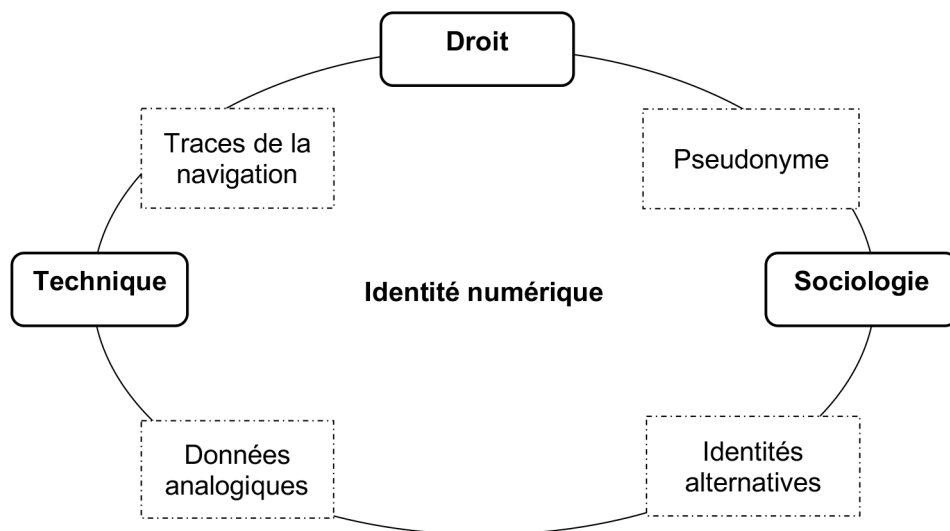 Droit
Traces de la
navigation
Pseudonyme
Technique
Identité numérique
Sociologie
Données
analogiques
Identités
alternatives